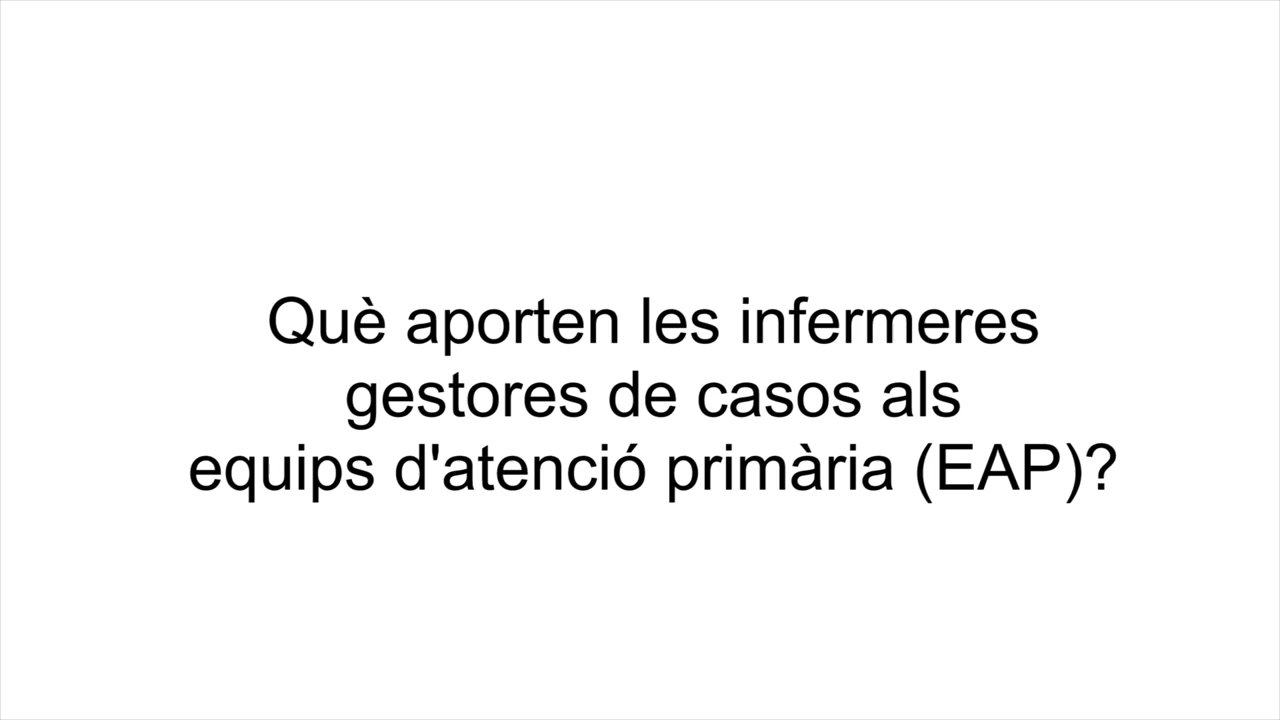 Què aporten les infermeres
gestores de casos als
equips d'atenció primària (EAP)?